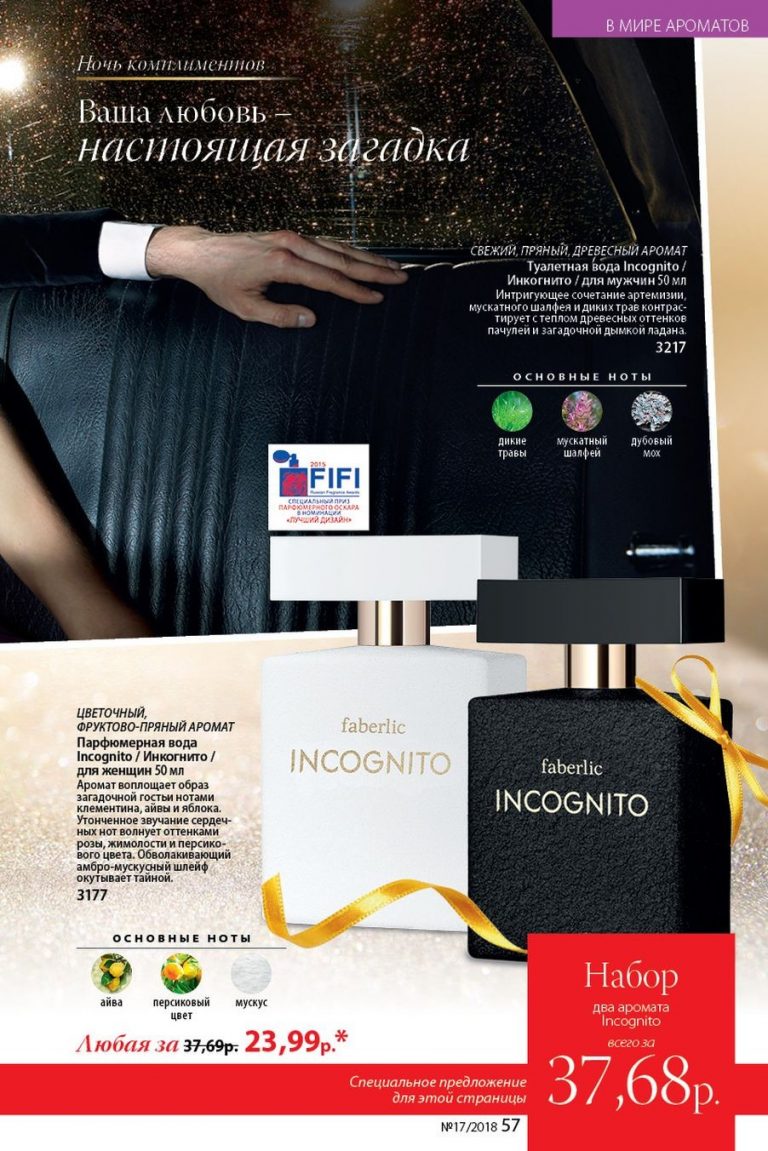 В МИРЕ АРОМАТОВ
Ночь комплиментов
Ваша любовь –
настоящая загадка
СВЕЖИЙ, ПРЯНЫЙ, ДРЕВЕСНЫЙ АРОМАТ
Туалетная вода Incognito /
Инкогнито / для мужчин 50 мл
Интригующее сочетание артемизии,
мускатного шалфея и диких трав контрас-
тирует с теплом древесных оттенков
пачулей и загадочной дымкой ладана.
3217
ОСНОВНЫЕ НОТЫ
дикие
травы
мускатный
шалфей
дубовый
мох
2015
FIFI
Russian Fragrance Awards
СПЕЦИАЛЬНЫЙ ПРИЗ
ПАРФЮМЕРНОГО ОСКАРА
В НОМИНАЦИИ
«ЛУЧШИЙ ДИЗАЙН»
faberlic
INCOGNITO
faberlic
INCOGNITO
ЦВЕТОЧНЫЙ,
ФРУКТОВО-ПРЯНЫЙ АРОМАТ
Парфюмерная вода
Incognito / Инкогнито /
для женщин 50 мл
Аромат воплощает образ
загадочной гостьи нотами
клементина, айвы и яблока.
Утонченное звучание сердеч-
ных нот волнует оттенками
розы, жимолости и персико-
вого цвета. Обволакивающий
амбро-мускусный шлейф
окутывает тайной.
3177
ОСНОВНЫЕ НОТЫ
айва
персиковый
цвет
мускус
Любая за 37,69р. 23,99р.*
Набор
два аромата
Incognito
всего за
37,68р.
Специальное предложение
для этой страницы
№17/2018 57